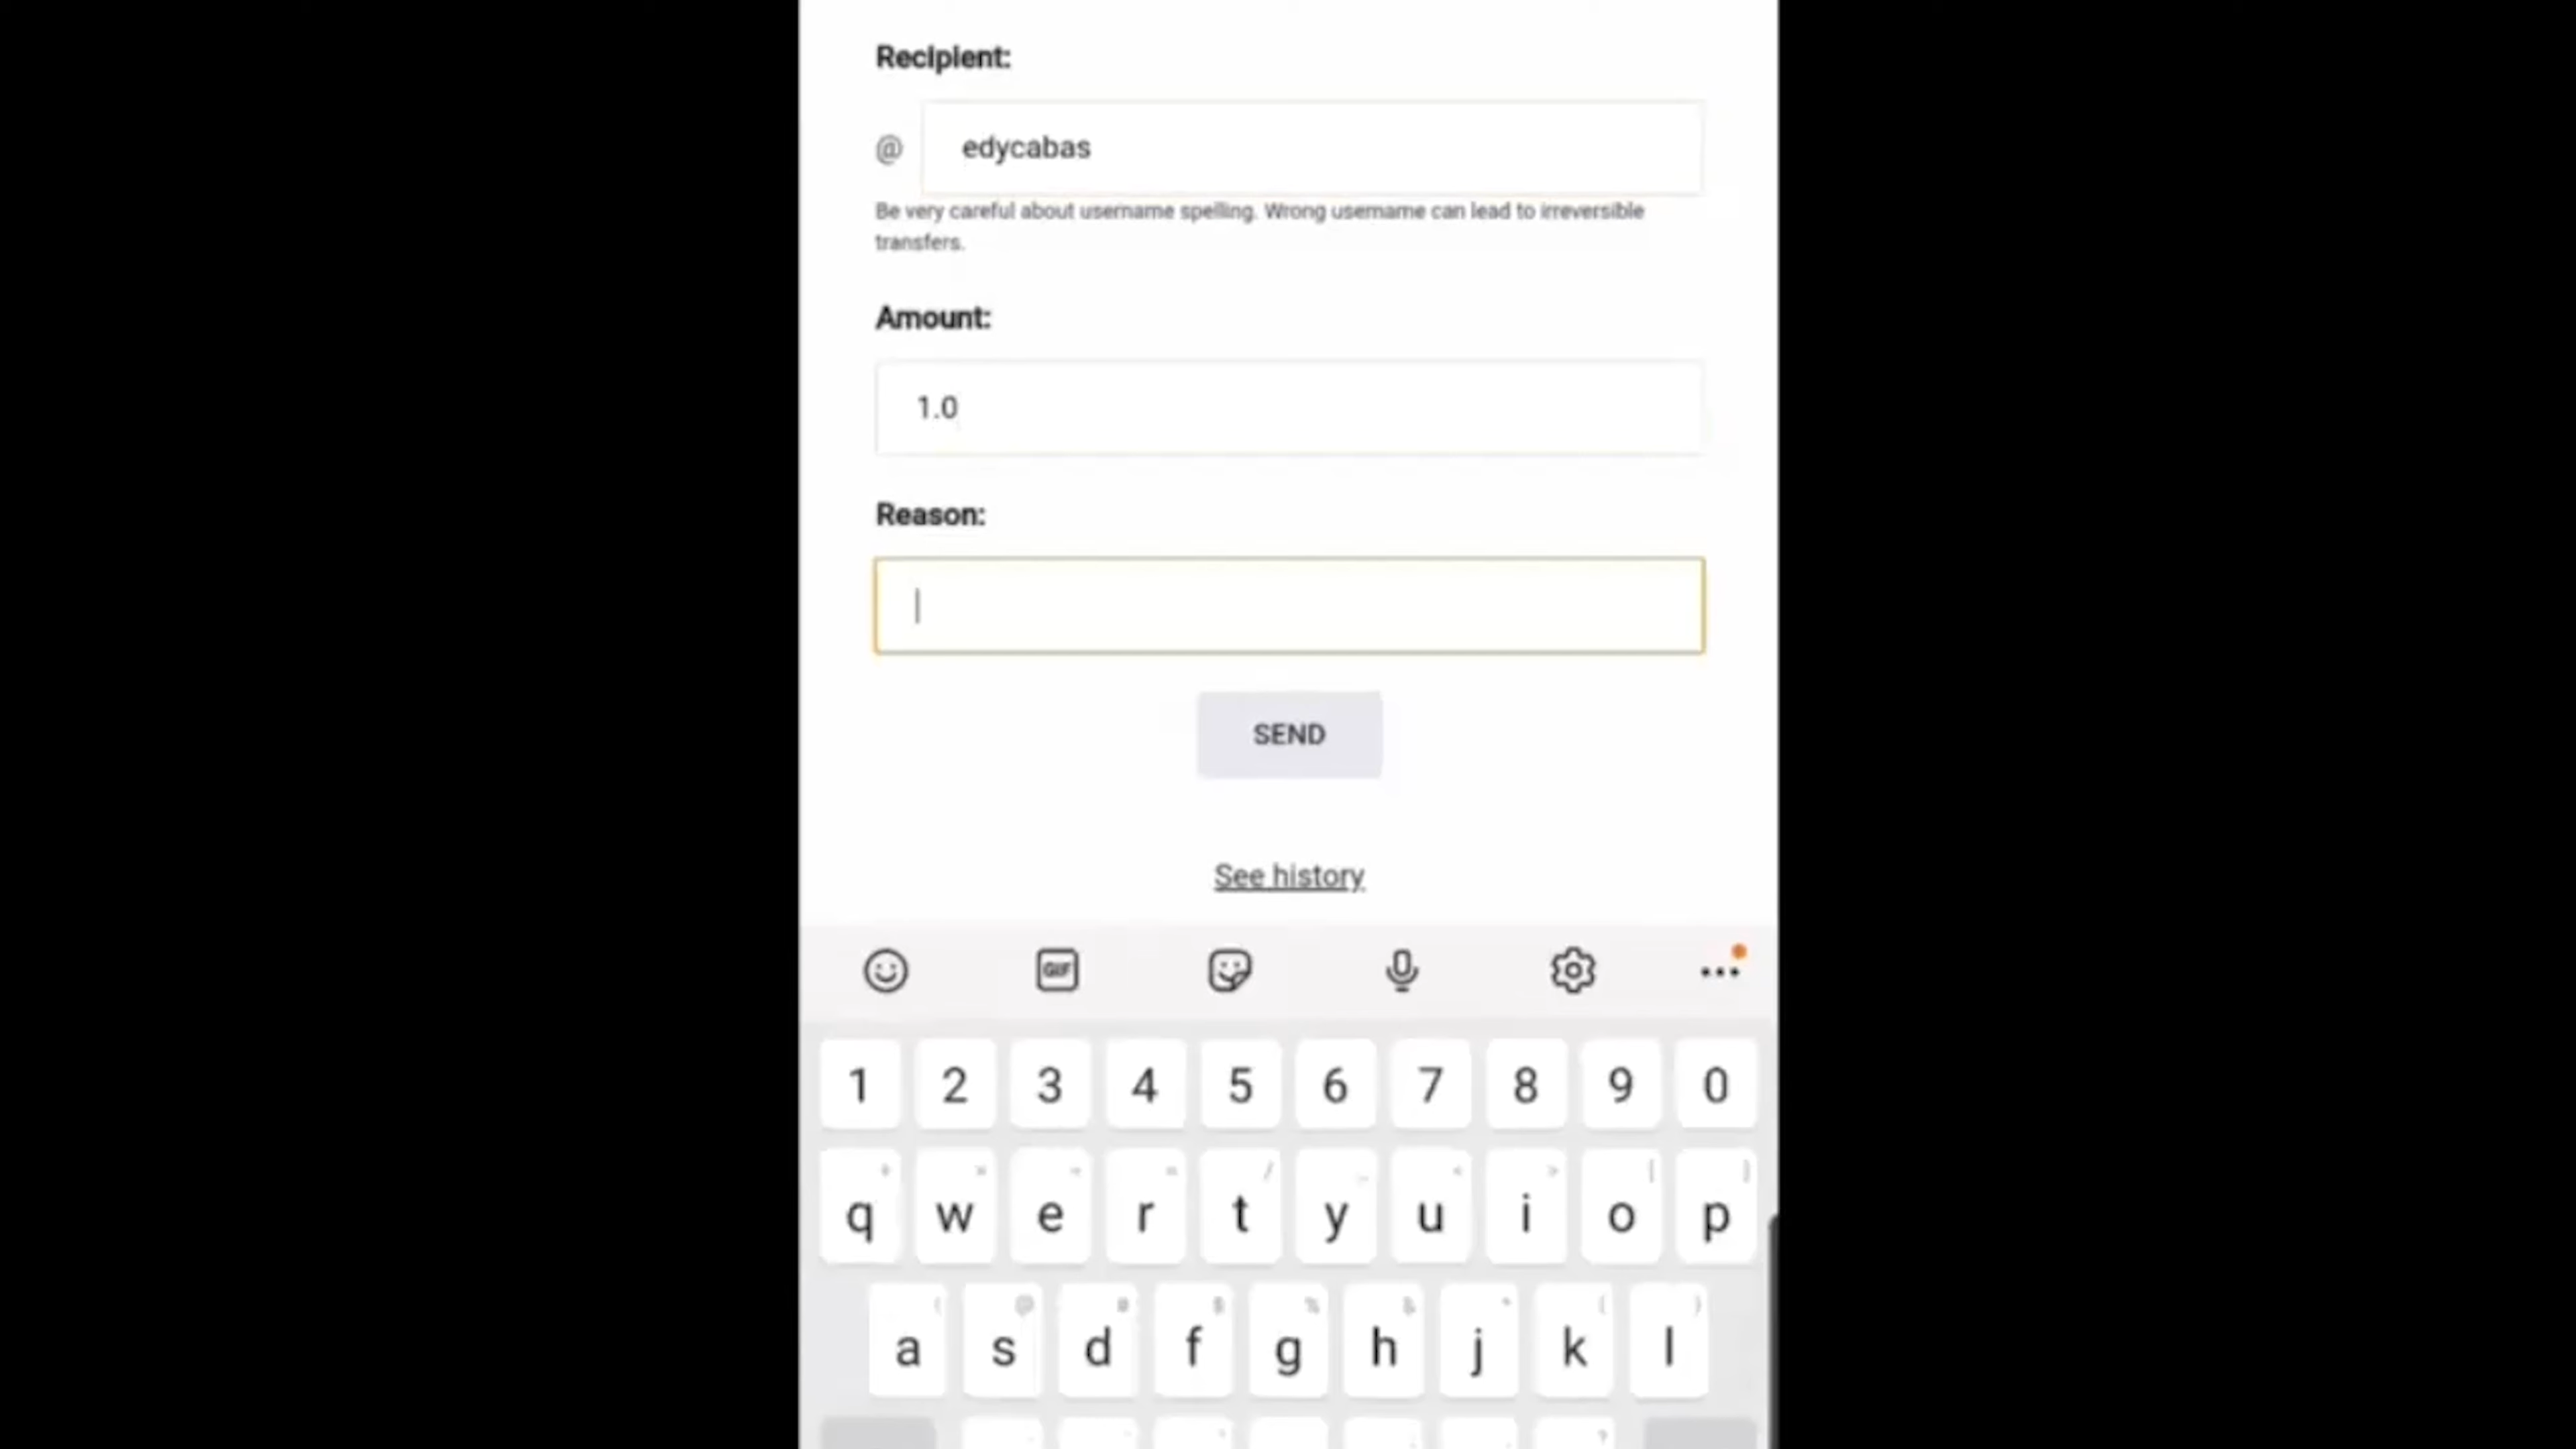 Recipient:
@ edycabas
Be very careful about username spelling. Wrong username can lead to irreversible
transfers.
Amount:
1.0
Reason:
SEND
See history
GIF
1 2 3 4 5 6 7 8 9 0
q w e r t y u i o p
a s d f g h j k l